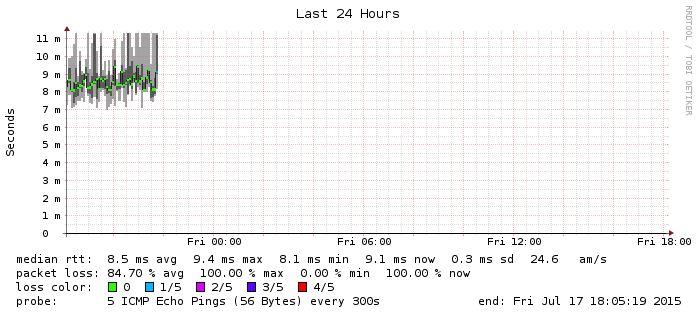 Last 24 Hours
RRDTOOL / TOBI OETIKER
Seconds
11 m
10 m
9 m
8 m
7 m
6 m
5 m
4 m
3 m
2 m
1 m
0
Fri 00:00 Fri 06:00 Fri 12:00 Fri 18:00
median rtt: 8.5 ms avg 9.4 ms max 8.1 ms min 9.1 ms now 0.3 ms sd 24.6 am/s
packet loss: 84.70 % avg 100.00 % max 0.00 % min 100.00 % now
loss color: 0 1/5 2/5 3/5 4/5
probe: 5 ICMP Echo Pings (56 Bytes) every 300s end: Fri Jul 17 18:05:19 2015